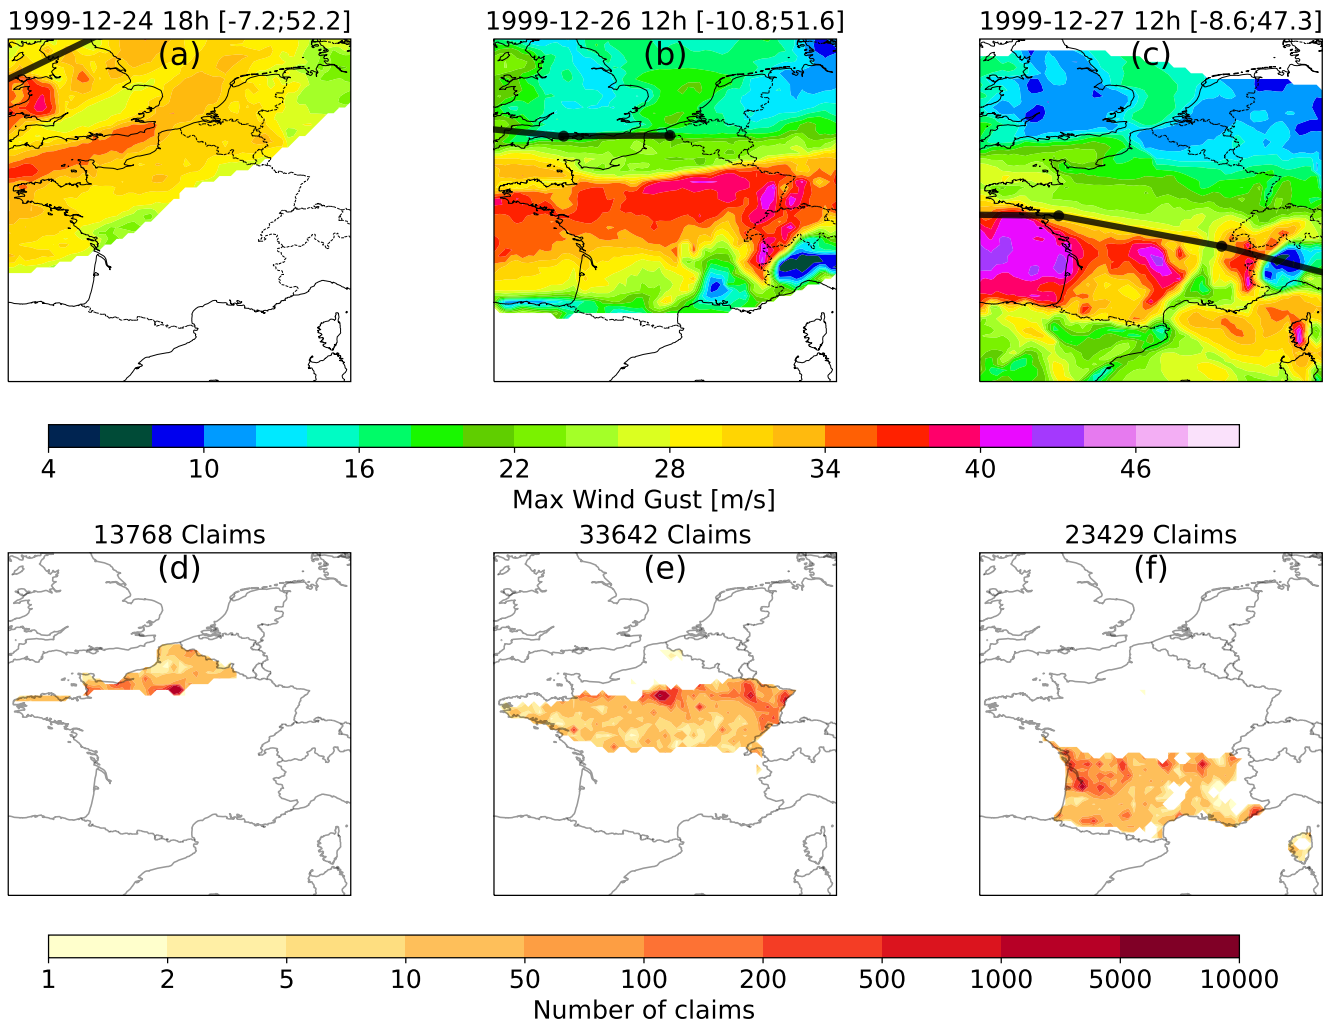 1999-12-24 18h [-7.2;52.2]
1999-12-26 12h [-10.8;51.6]
1999-12-27 12h [-8.6;47.3]
(a)
(b)
(c)
4 10 16 22 28 34 40 46
Max Wind Gust [m/s]
13768 Claims
33642 Claims
23429 Claims
(d)
(e)
(f)
1 2 5 10 50 100 200 500 1000 5000 10000
Number of claims